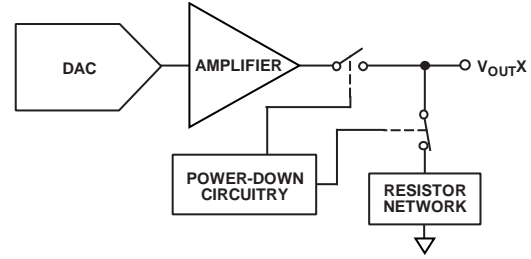 DAC
AMPLIFIER
VOUTX
POWER-DOWN
CIRCUITRY
RESISTOR
NETWORK